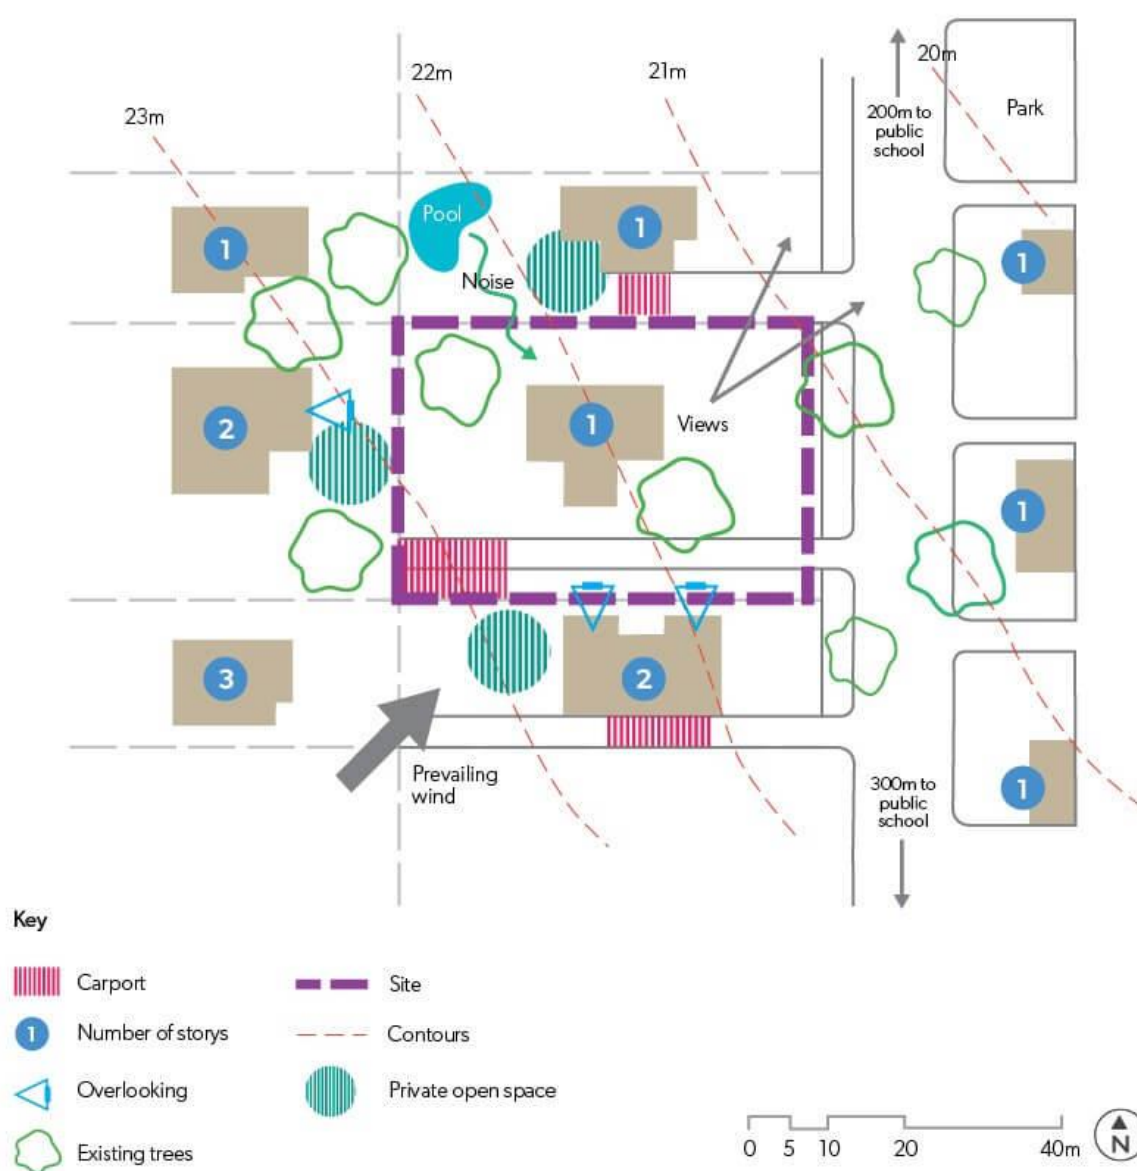 20m
22m
21m
23m
200m to
public
school
Park
1
Pool
1
1
Noise
2
1
Views
1
3
2
Prevailing
wind
300m to
public
school
1
Key
Carport
Site
1
Number of storys
Contours
Overlooking
Private open space
Existing trees
0 5 10 20 40m
N